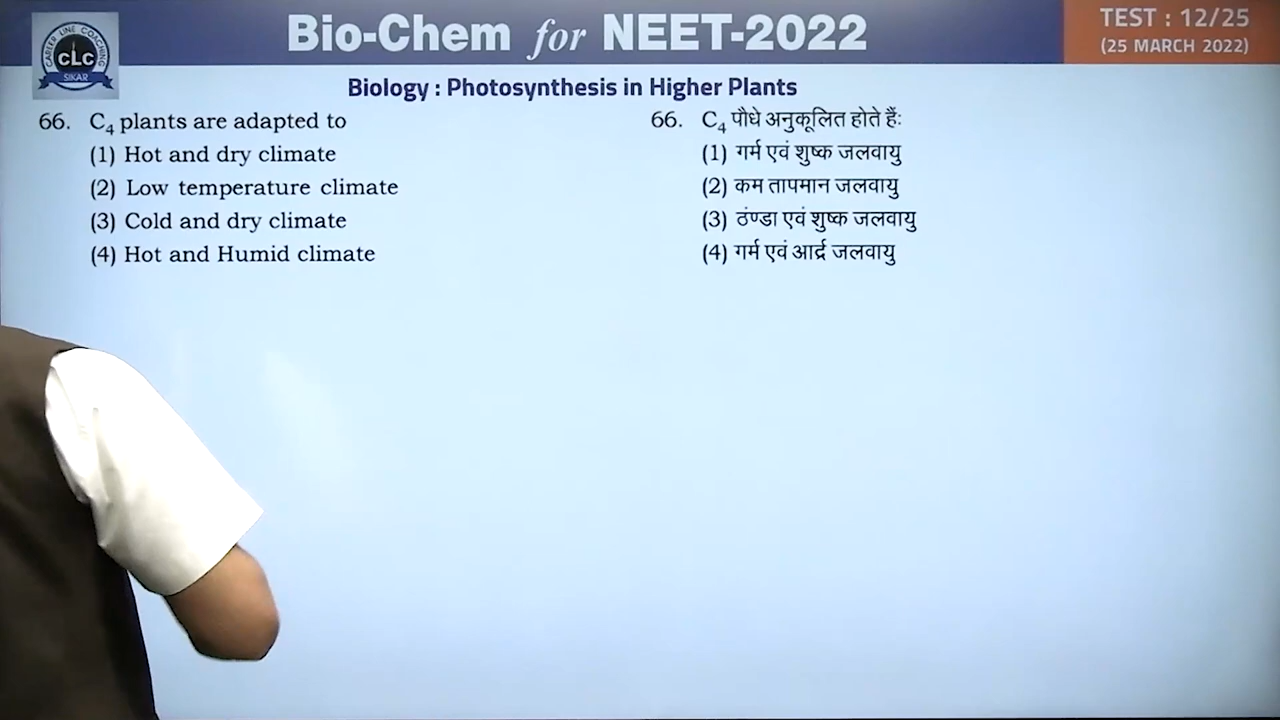 Bio-Chem for NEET-2022
TEST : 12/25
(25 MARCH 2022)
CAREER LINE COACHING
CLC
SIKAR
Biology : Photosynthesis in Higher Plants
66. C₄ plants are adapted to
(1) Hot and dry climate
(2) Low temperature climate
(3) Cold and dry climate
(4) Hot and Humid climate
66. C₄ पौधे अनुकूलित होते हैंः
(1) गर्म एवं शुष्क जलवायु
(2) कम तापमान जलवायु
(3) ठंण्डा एवं शुष्क जलवायु
(4) गर्म एवं आर्द्र जलवायु